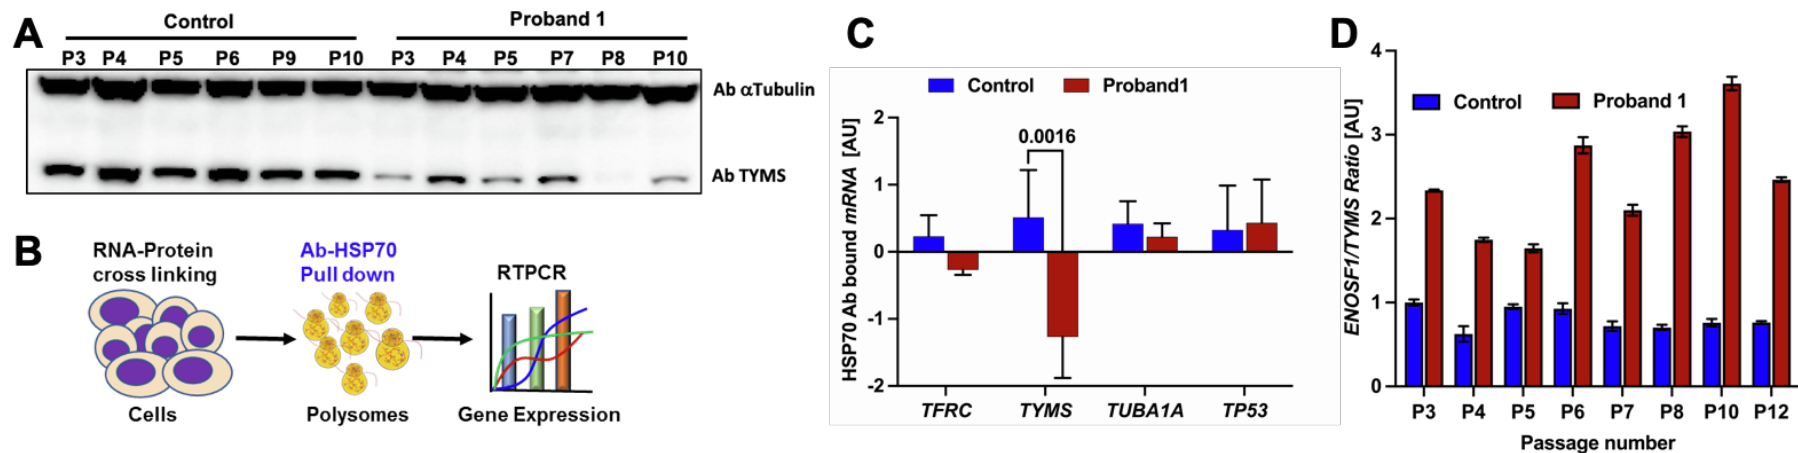 A
Control
Proband 1
P3 P4 P5 P6 P9 P10 P3 P4 P5 P7 P8 P10
Ab αTubulin
Ab TYMS
B
RNA-Protein
cross linking
Ab-HSP70
Pull down
RTPCR
Cells
Polysomes
Gene Expression
C
Control
Proband1
HSP70 Ab bound mRNA [AU]
2
1
0
-1
-2
0.0016
TFRC TYMS TUBA1A TP53
D
Control
Proband 1
ENOSF1/TYMS Ratio [AU]
4
3
2
1
0
P3 P4 P5 P6 P7 P8 P10 P12
Passage number